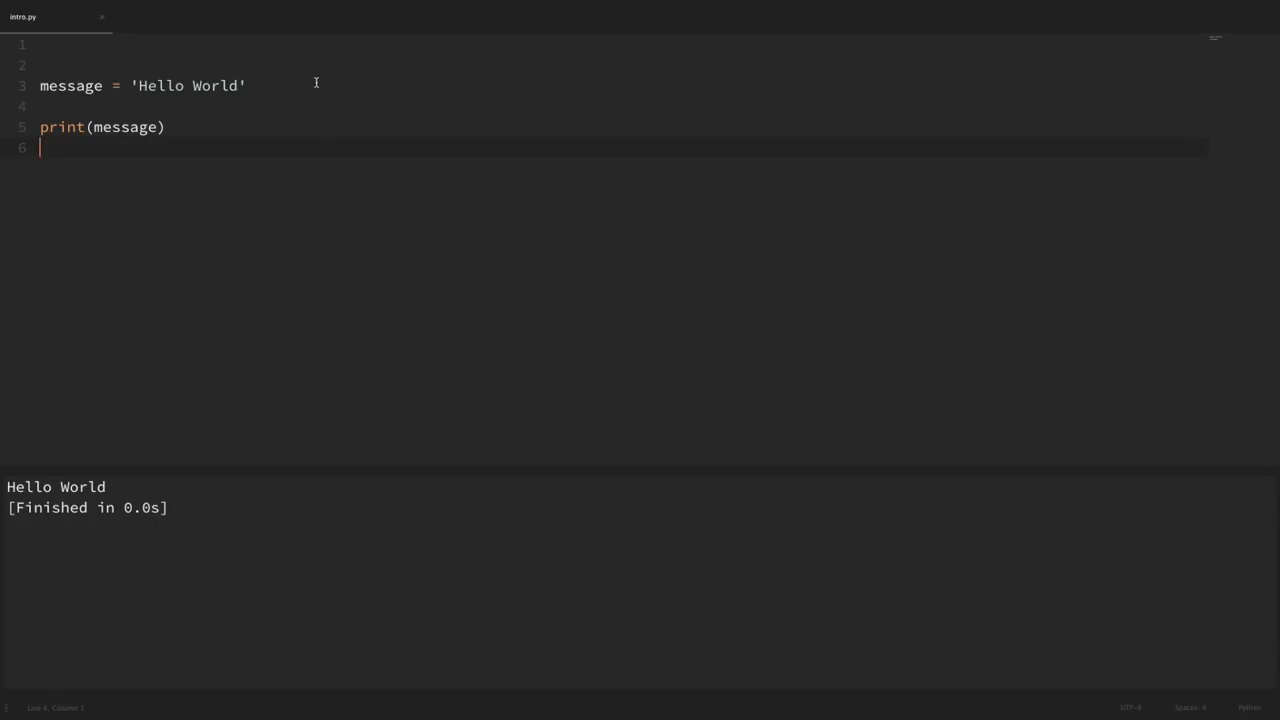 intro.py ×
1
2
3 message = 'Hello World'
4
5 print(message)
6
Hello World
[Finished in 0.0s]
Line 6, Column 1 UTF-8 Spaces: 4 Python